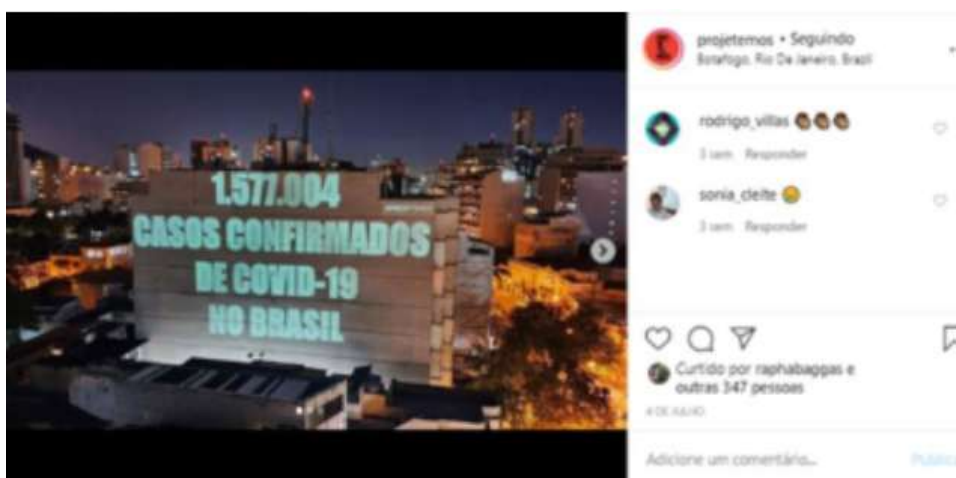 1.577.004
CASOS CONFIRMADOS
DE COVID-19
NO BRASIL
projetemos • Seguindo
Botafogo, Rio De Janeiro, Brazil
rodrigo_villas
3 sem Responder
sonia_cleite
3 sem Responder
Curtido por raphabaggas e
outras 347 pessoas
4 DE JULHO
Adicione um comentário...